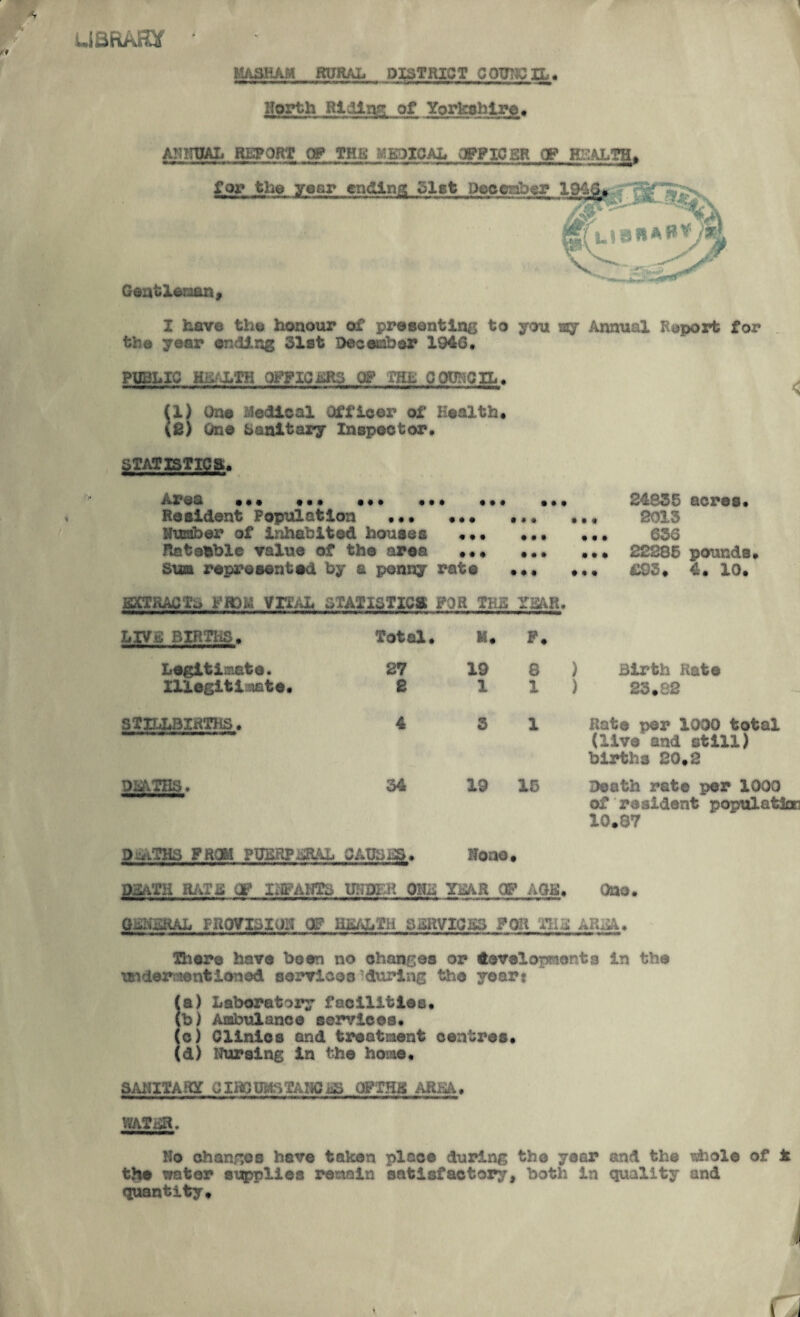 LIBRARY
MASHAM RURAL DISTRICT COUNCIL.
North Riding of Yorkshire.
ANNUAL REPORT OF THE MEDICAL OFFICER OF HEALTH,
for the year ending 31st December 1946.
LIBRARY
Gentleman,
I have the honour of presenting to you my Annual Report for
the year ending 31st December 1946.
PUBLIC HEALTH OFFICERS OF THE COUNCIL.
(1) One Medical Officer of Health.
(2) One Sanitary Inspector.
STATISTICS.
Area ... ... ... ... ... ... 24835 acres.
Resident Population ... ... ... ... 2013
Number of inhabited houses ... ... ... 636
Rateable value of the area ... ... ... 22285 pounds.
Sum represented by a penny rate ... ... £93. 4. 10.
EXTRACTS FROM VITAL STATISTICS FOR THE YEAR.
LIVE BIRTHS. Total. M. F.
Legitimate. 27 19 8 ) Birth Rate
Illegitimate. 2 1 1 ) 23.82
STILLBIRTHS. 4 3 1 Rate per 1000 total
(live and still)
births 20.2
DEATHS. 34 19 15 Death rate per 1000
of resident population
10.87
DEATHS FROM PUERPERAL CAUSES. None.
DEATH RATE OF INFANTS UNDER ONE YEAR OF AGE. One.
GENERAL PROVISION OF HEALTH SERVICES FOR THE AREA.
There have been no changes or developments in the
undermentioned services during the year:
(a) Laboratory facilities.
(b) Ambulance services.
(c) Clinics and treatment centres.
(d) Nursing in the home.
SANITARY CIRCUMSTANCES OFTHE AREA.
WATER.
No changes have taken place during the year and the whole of
the water supplies remain satisfactory, both in quality and
quantity.